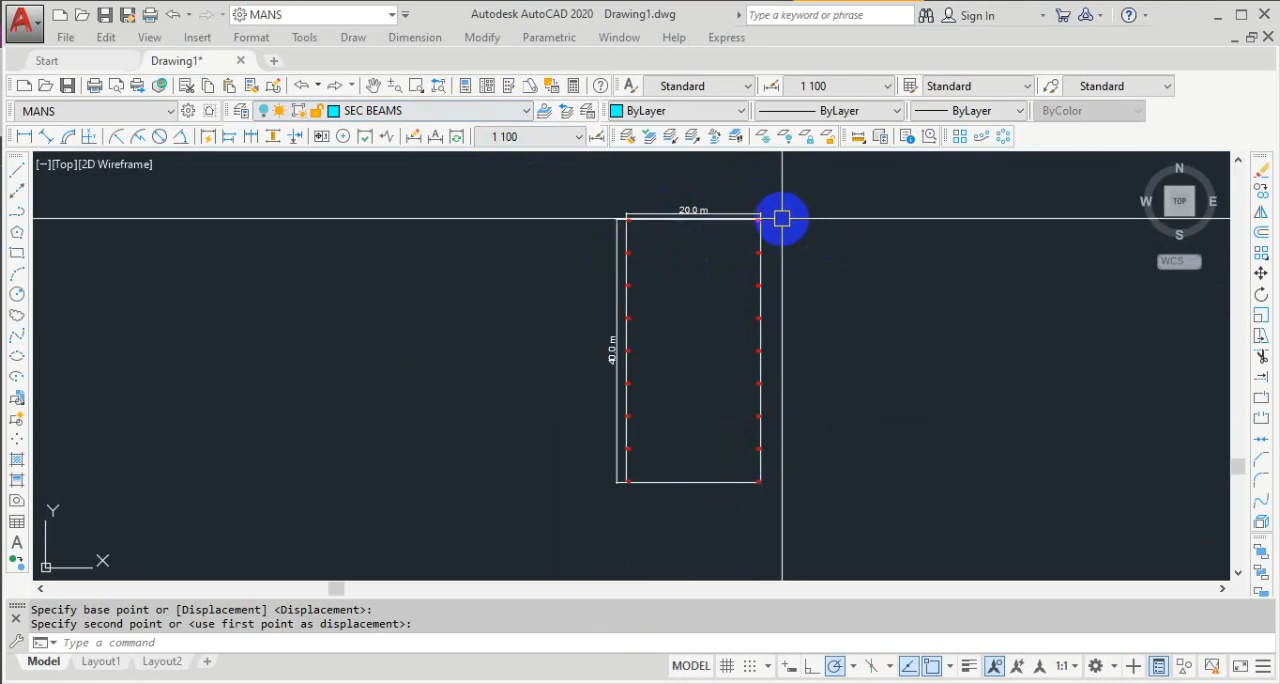 A MANS Autodesk AutoCAD 2020 Drawing1.dwg Type a keyword or phrase Sign In ?
File Edit View Insert Format Tools Draw Dimension Modify Parametric Window Help Express
Start Drawing1*
Standard 1 100 Standard Standard
MANS SEC BEAMS ByLayer ByLayer ByLayer ByColor
1 100
[−][Top][2D Wireframe]
N
W TOP E
S
WCS
20.0 m
40.0 m
Y
X
A
Specify base point or [Displacement] <Displacement>:
Specify second point or <use first point as displacement>:
Type a command
Model Layout1 Layout2 + MODEL 1:1